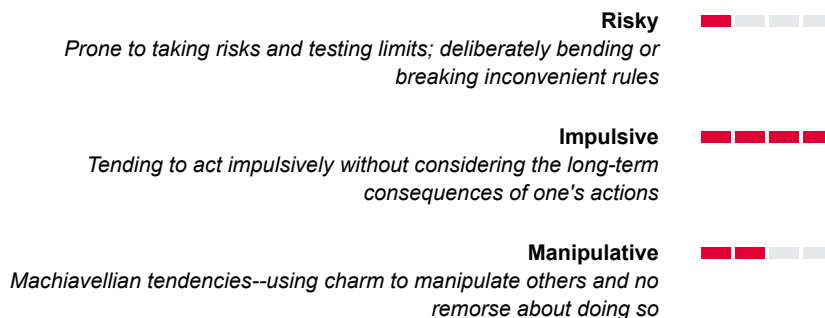 Risky
Prone to taking risks and testing limits; deliberately bending or
breaking inconvenient rules
Impulsive
Tending to act impulsively without considering the long-term
consequences of one's actions
Manipulative
Machiavellian tendencies--using charm to manipulate others and no
remorse about doing so